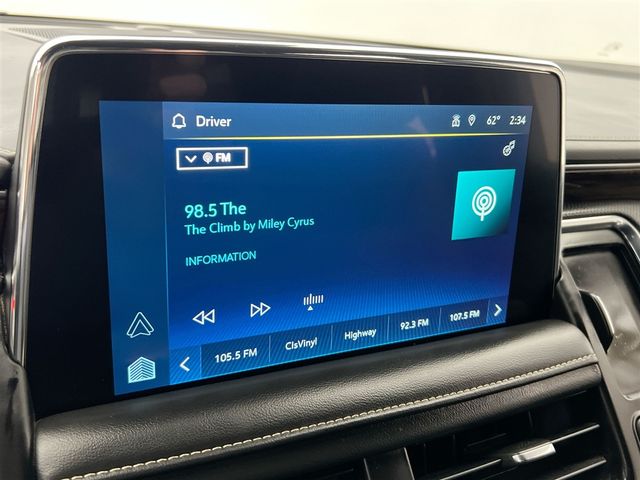 Driver
62° 2:34
FM
98.5 The
The Climb by Miley Cyrus
INFORMATION
105.5 FM ClsVinyl Highway 92.3 FM 107.5 FM